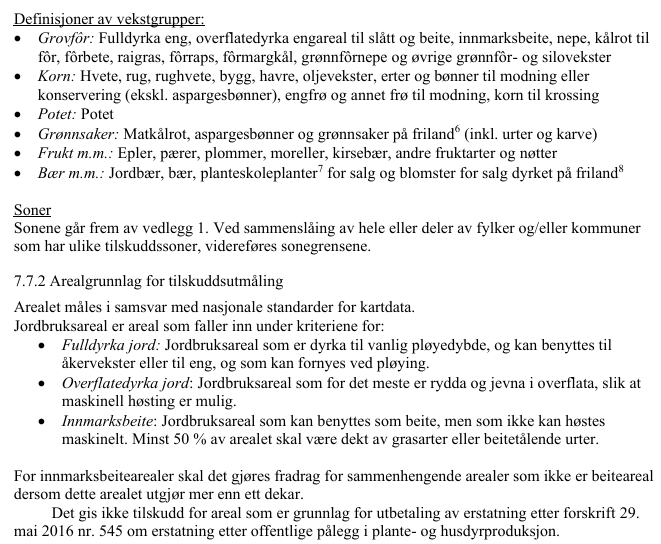 Definisjoner av vekstgrupper:
• Grovfôr: Fulldyrka eng, overflatedyrka engareal til slått og beite, innmarksbeite, nepe, kålrot til
fôr, fôrbete, raigras, fôrraps, fôrmargkål, grønnfôrnepe og øvrige grønnfôr- og silovekster
• Korn: Hvete, rug, rughvete, bygg, havre, oljevekster, erter og bønner til modning eller
konservering (ekskl. aspargesbønner), engfrø og annet frø til modning, korn til krossing
• Potet: Potet
• Grønnsaker: Matkålrot, aspargesbønner og grønnsaker på friland⁶ (inkl. urter og karve)
• Frukt m.m.: Epler, pærer, plommer, moreller, kirsebær, andre fruktarter og nøtter
• Bær m.m.: Jordbær, bær, planteskoleplanter⁷ for salg og blomster for salg dyrket på friland⁸
Soner
Sonene går frem av vedlegg 1. Ved sammenslåing av hele eller deler av fylker og/eller kommuner
som har ulike tilskuddssoner, videreføres sonegrensene.
7.7.2 Arealgrunnlag for tilskuddsutmåling
Arealet måles i samsvar med nasjonale standarder for kartdata.
Jordbruksareal er areal som faller inn under kriteriene for:
• Fulldyrka jord: Jordbruksareal som er dyrka til vanlig pløyedybde, og kan benyttes til
åkervekster eller til eng, og som kan fornyes ved pløying.
• Overflatedyrka jord: Jordbruksareal som for det meste er rydda og jevna i overflata, slik at
maskinell høsting er mulig.
• Innmarksbeite: Jordbruksareal som kan benyttes som beite, men som ikke kan høstes
maskinelt. Minst 50 % av arealet skal være dekt av grasarter eller beitetålende urter.
For innmarksbeitearealer skal det gjøres fradrag for sammenhengende arealer som ikke er beiteareal
dersom dette arealet utgjør mer enn ett dekar.
Det gis ikke tilskudd for areal som er grunnlag for utbetaling av erstatning etter forskrift 29.
mai 2016 nr. 545 om erstatning etter offentlige pålegg i plante- og husdyrproduksjon.